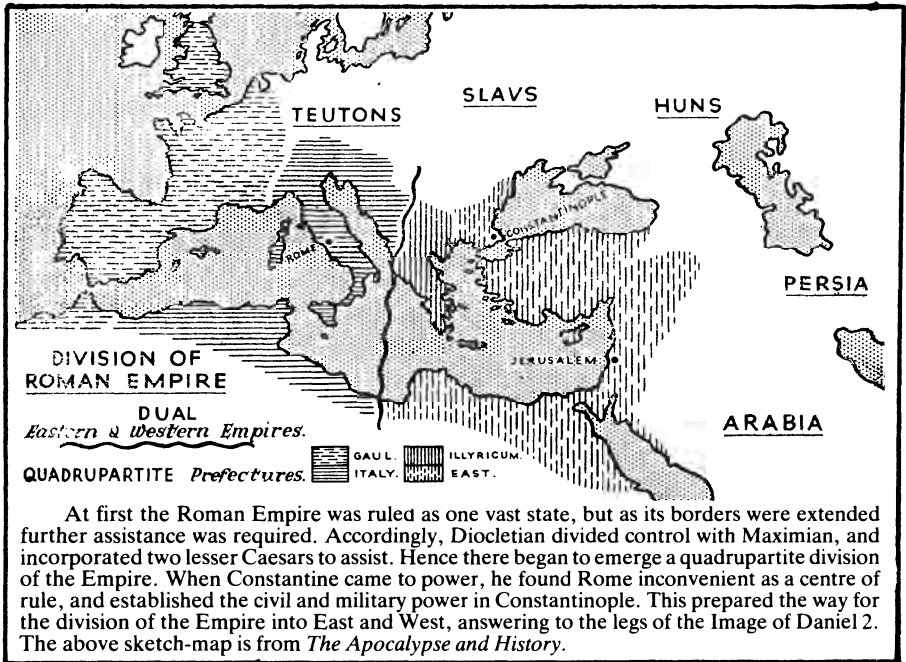 SLAVS
HUNS
TEUTONS
CONSTANTINOPLE
ROME
PERSIA
JERUSALEM
DIVISION OF
ROMAN EMPIRE
ARABIA
DUAL
Eastern & Western Empires.
GAUL. ILLYRICUM.
QUADRUPARTITE Prefectures. ITALY. EAST.
At first the Roman Empire was ruled as one vast state, but as its borders were extended
further assistance was required. Accordingly, Diocletian divided control with Maximian, and
incorporated two lesser Caesars to assist. Hence there began to emerge a quadrupartite division
of the Empire. When Constantine came to power, he found Rome inconvenient as a centre of
rule, and established the civil and military power in Constantinople. This prepared the way for
the division of the Empire into East and West, answering to the legs of the Image of Daniel 2.
The above sketch-map is from The Apocalypse and History.